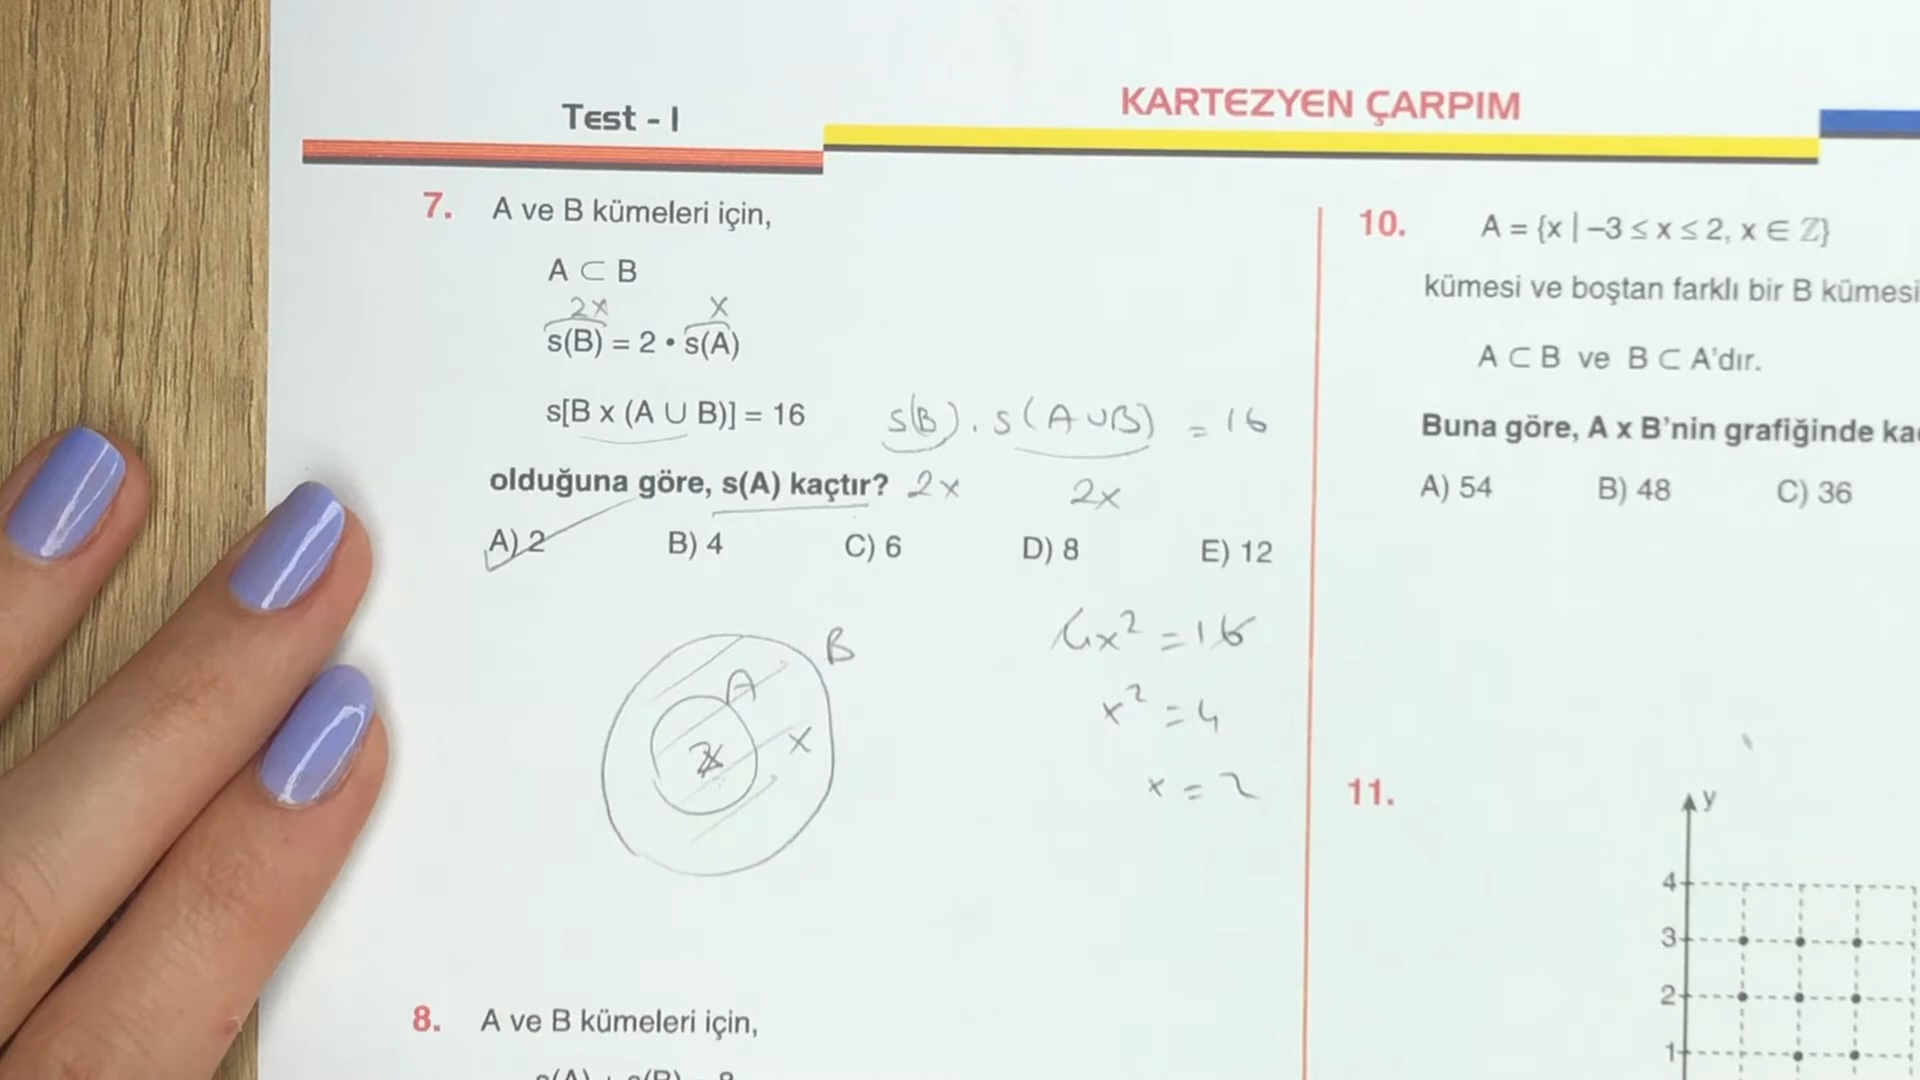 Test - I
KARTEZYEN ÇARPIM
7. A ve B kümeleri için,
A ⊂ B
2x x
s(B) = 2 • s(A)
s[B x (A ∪ B)] = 16 s(B) . s(A∪B) = 16
olduğuna göre, s(A) kaçtır? 2x 2x
A) 2 B) 4 C) 6 D) 8 E) 12
B
A
x
4x² = 16
x² = 4
x = 2
8. A ve B kümeleri için,
10. A = {x | –3 ≤ x ≤ 2, x ∈ ℤ}
kümesi ve boştan farklı bir B kümesi
A ⊂ B ve B ⊂ A'dır.
Buna göre, A x B'nin grafiğinde
A) 54 B) 48 C) 36
11.
y
4
3
2
1